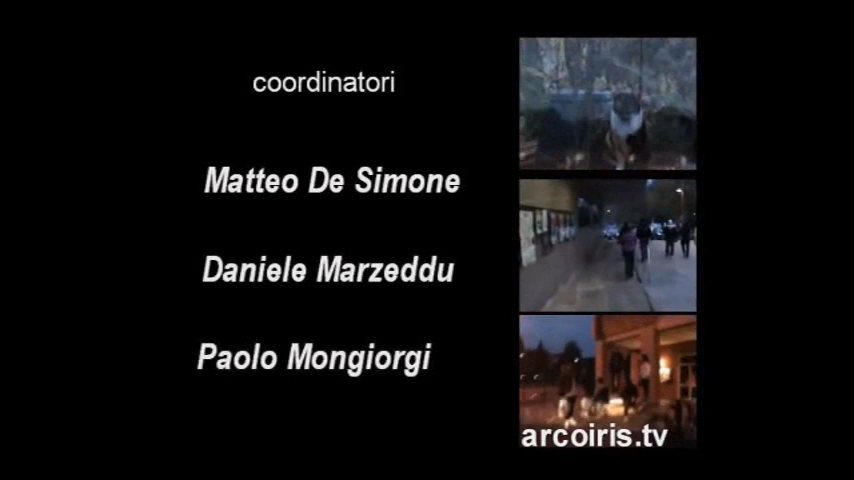 coordinatori
Matteo De Simone
Daniele Marzeddu
Paolo Mongiorgi
arcoiris.tv